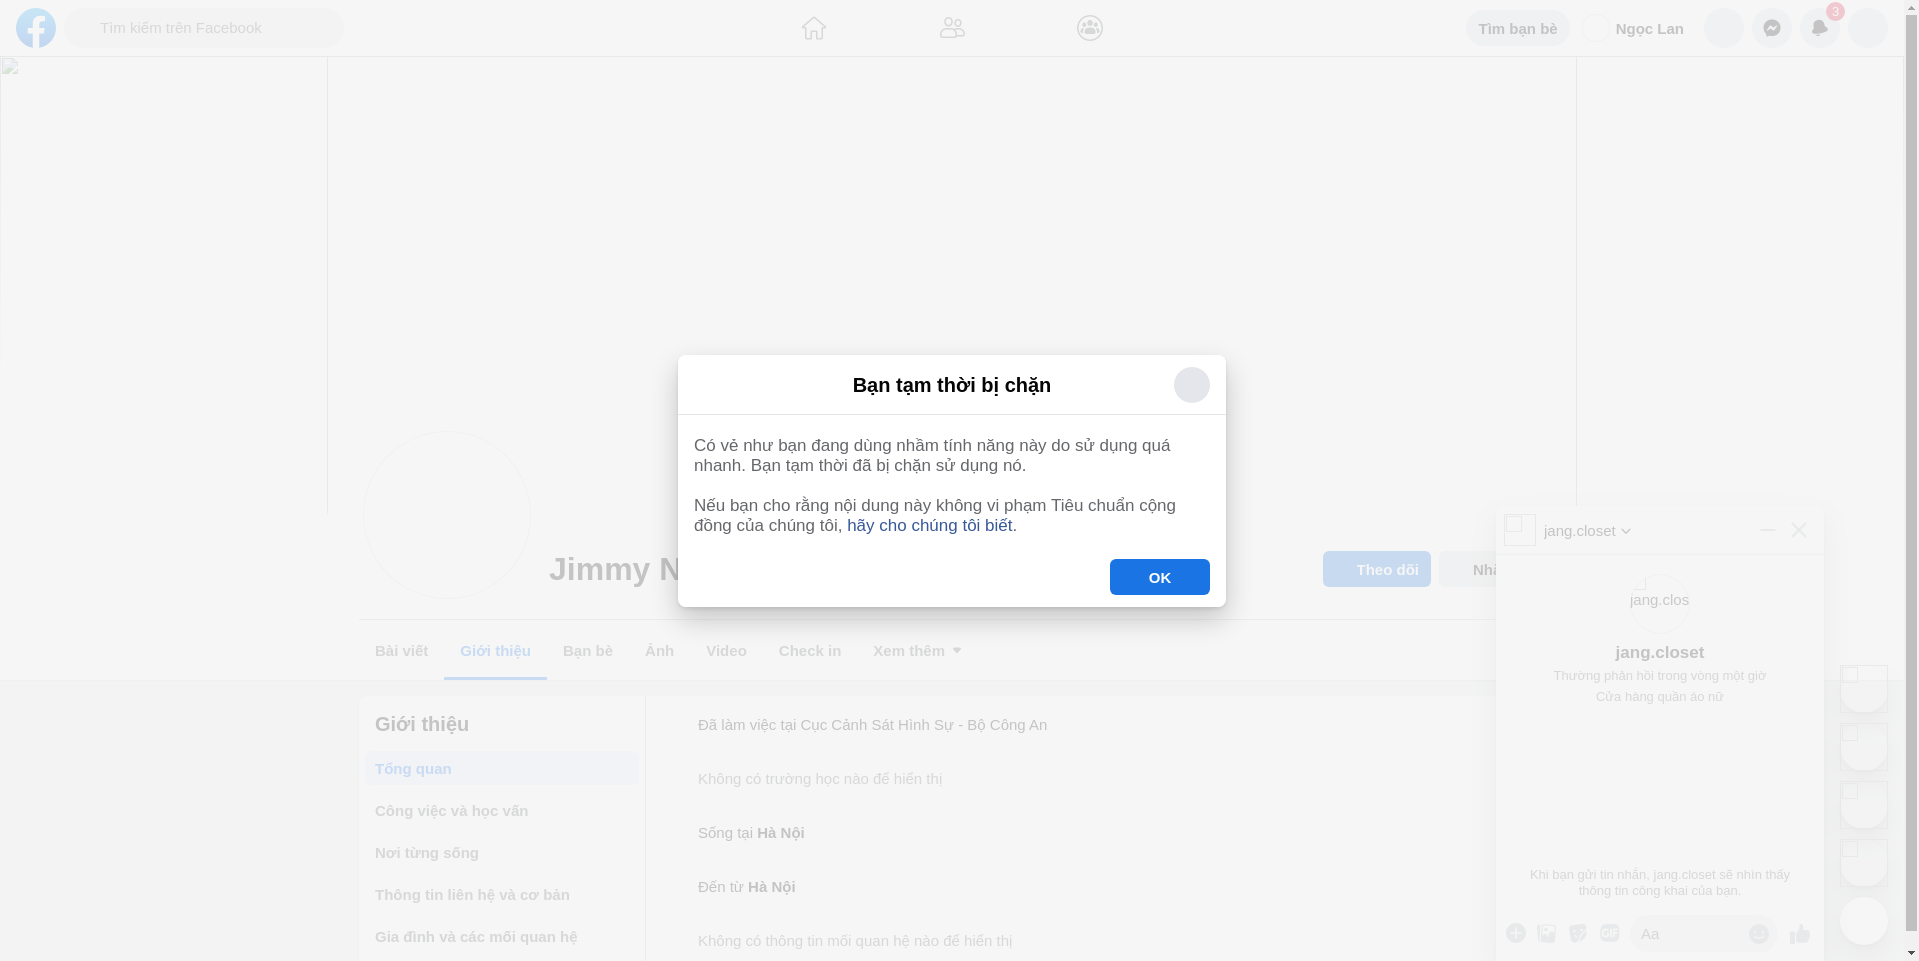 Tìm kiếm trên Facebook
Tìm bạn bè
Ngọc Lan
3
Bạn tạm thời bị chặn
Có vẻ như bạn đang dùng nhầm tính năng này do sử dụng quá
nhanh. Bạn tạm thời đã bị chặn sử dụng nó.
Nếu bạn cho rằng nội dung này không vi phạm Tiêu chuẩn cộng
đồng của chúng tôi, hãy cho chúng tôi biết.
OK
Jimmy
Theo dõi
Bài viết
Giới thiệu
Bạn bè
Ảnh
Video
Check in
Xem thêm
Giới thiệu
Tổng quan
Công việc và học vấn
Nơi từng sống
Thông tin liên hệ và cơ bản
Gia đình và các mối quan hệ
Đã làm việc tại Cục Cảnh Sát Hình Sự - Bộ Công An
Không có trường học nào để hiển thị
Sống tại Hà Nội
Đến từ Hà Nội
Không có thông tin mối quan hệ nào để hiển thị
jang.closet
jang.clos
jang.closet
Thường phản hồi trong vòng một giờ
Cửa hàng quần áo nữ
Khi bạn gửi tin nhắn, jang.closet sẽ nhìn thấy
thông tin công khai của bạn.
GIF
Aa